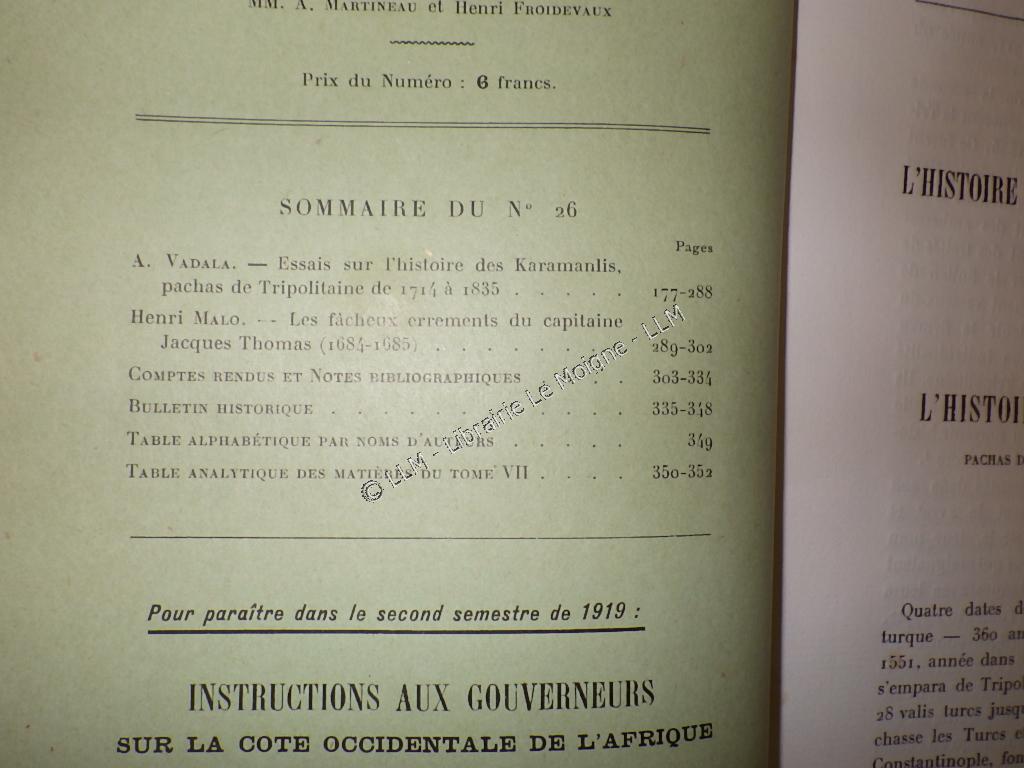 MM. A. MARTINEAU et Henri FROIDEVAUX
Prix du Numéro : 6 francs.
SOMMAIRE DU N° 26
Pages
A. VADALA. — Essais sur l'histoire des Karamanlis,
pachas de Tripolitaine de 1714 à 1835 . . . . . 177-288
Henri MALO. -- Les fâcheux errements du capitaine
Jacques Thomas (1684-1685) . . . . . . . . 289-302
COMPTES RENDUS ET NOTES BIBLIOGRAPHIQUES . . . . 303-334
BULLETIN HISTORIQUE . . . . . . . . . . . 335-348
TABLE ALPHABÉTIQUE PAR NOMS D'AUTEURS . . . . . 349
TABLE ANALYTIQUE DES MATIÈRES DU TOME VII . . . . 350-352
Pour paraître dans le second semestre de 1919 :
INSTRUCTIONS AUX GOUVERNEURS
SUR LA COTE OCCIDENTALE DE L'AFRIQUE
© LLM - Librairie Le Moigne - LLM
L'HISTOIRE
L'HISTOI
PACHAS D
Quatre dates d
turque — 360 an
1551, année dans
s'empara de Tripol
28 valis turcs jusqu
chasse les Turcs e
Constantinople, fon